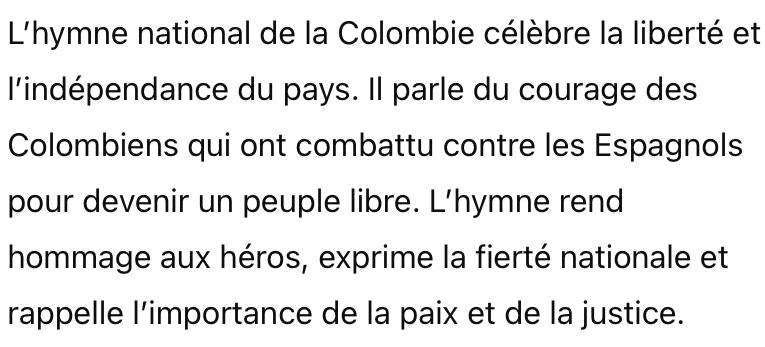 L’hymne national de la Colombie célèbre la liberté et
l’indépendance du pays. Il parle du courage des
Colombiens qui ont combattu contre les Espagnols
pour devenir un peuple libre. L’hymne rend
hommage aux héros, exprime la fierté nationale et
rappelle l’importance de la paix et de la justice.